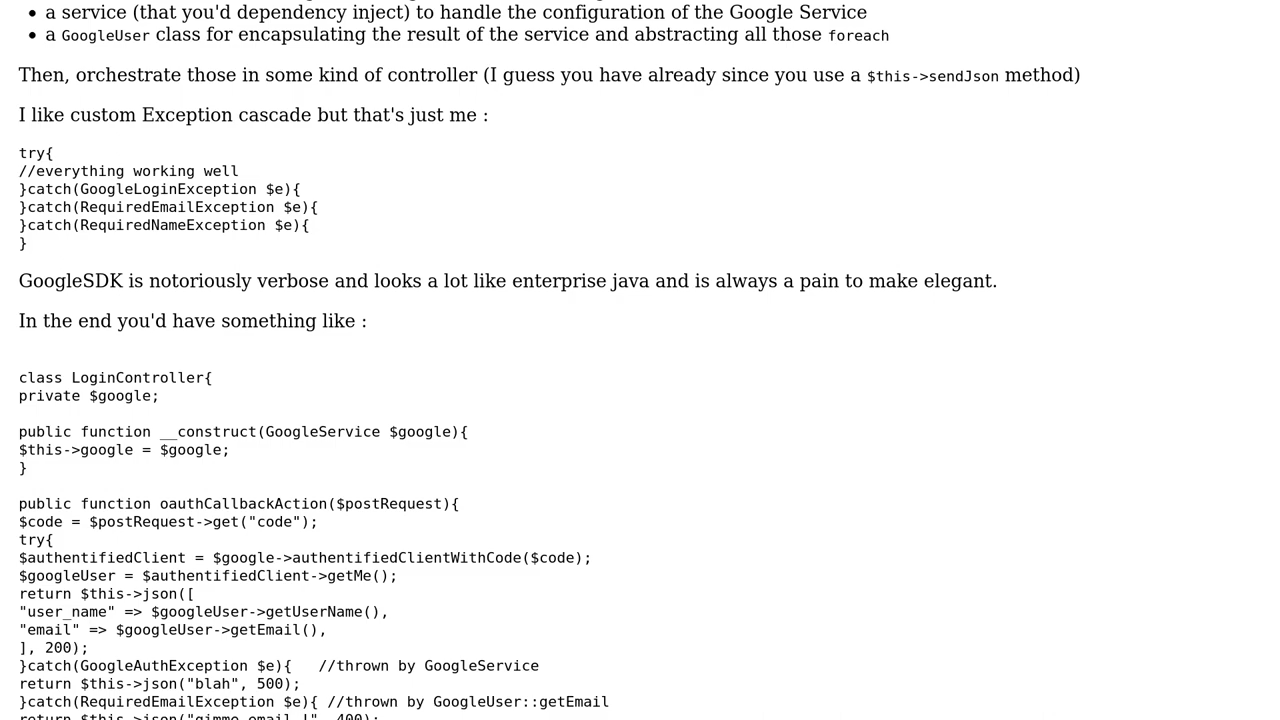 • a service (that you'd dependency inject) to handle the configuration of the Google Service
• a GoogleUser class for encapsulating the result of the service and abstracting all those foreach
Then, orchestrate those in some kind of controller (I guess you have already since you use a $this->sendJson method)
I like custom Exception cascade but that's just me :
try{
//everything working well
}catch(GoogleLoginException $e){
}catch(RequiredEmailException $e){
}catch(RequiredNameException $e){
}
GoogleSDK is notoriously verbose and looks a lot like enterprise java and is always a pain to make elegant.
In the end you'd have something like :
class LoginController{
private $google;
public function __construct(GoogleService $google){
$this->google = $google;
}
public function oauthCallbackAction($postRequest){
$code = $postRequest->get("code");
try{
$authentifiedClient = $google->authentifiedClientWithCode($code);
$googleUser = $authentifiedClient->getMe();
return $this->json([
"user_name" => $googleUser->getUserName(),
"email" => $googleUser->getEmail(),
], 200);
}catch(GoogleAuthException $e){   //thrown by GoogleService
return $this->json("blah", 500);
}catch(RequiredEmailException $e){ //thrown by GoogleUser::getEmail
return $this->json("gimme email !", 400);